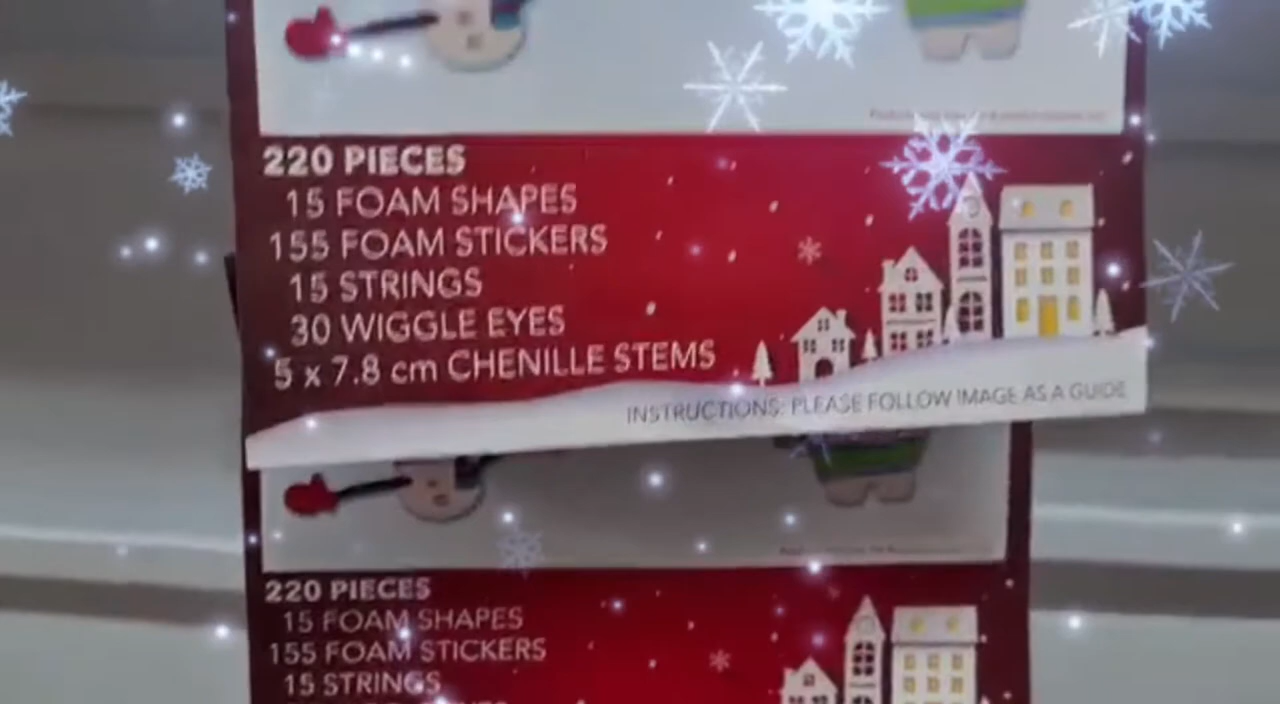 220 PIECES
15 FOAM SHAPES
155 FOAM STICKERS
15 STRINGS
30 WIGGLE EYES
5 x 7.8 cm CHENILLE STEMS
INSTRUCTIONS: PLEASE FOLLOW IMAGE AS A GUIDE
220 PIECES
15 FOAM SHAPES
155 FOAM STICKERS
15 STRINGS